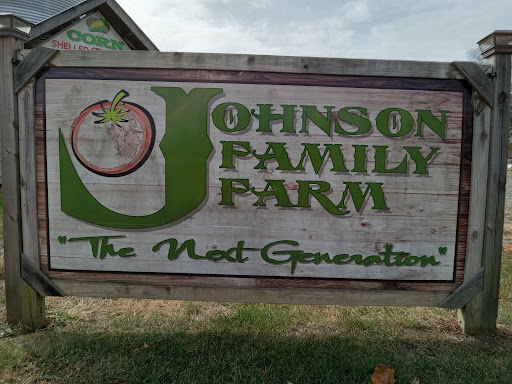 CORN
JOHNSON
FAMILY
FARM
"The Next Generation"